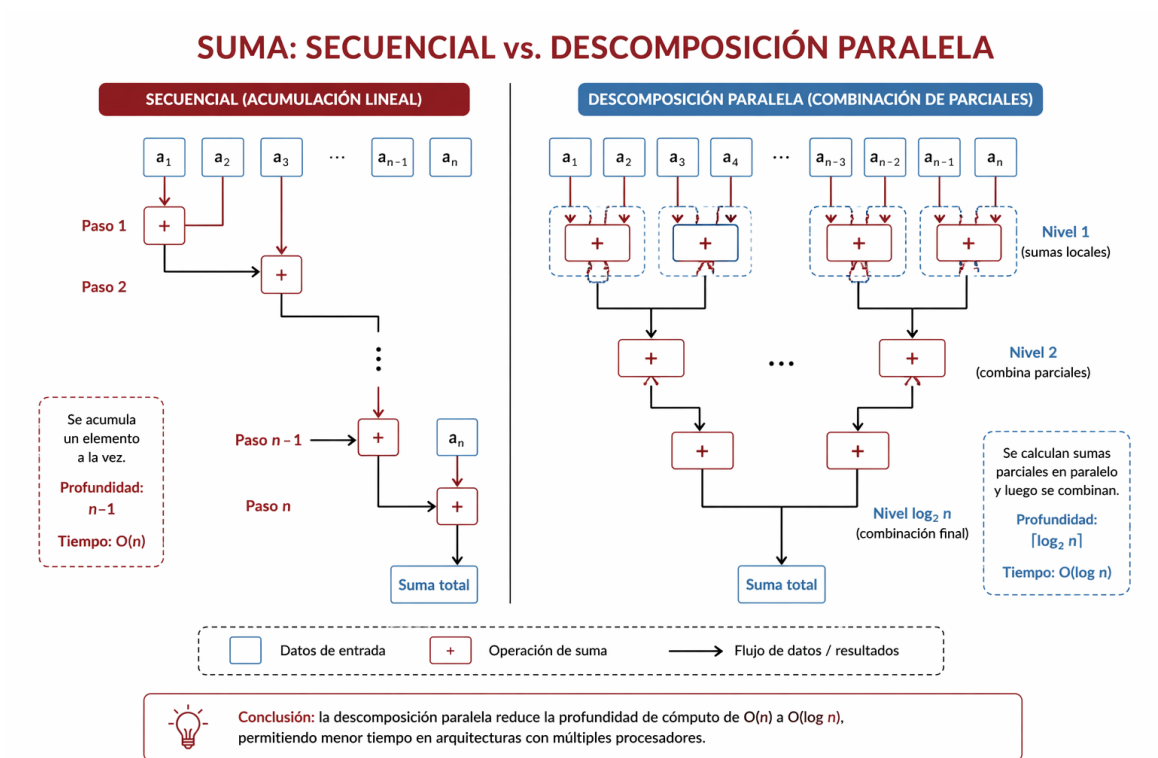 SUMA: SECUENCIAL vs. DESCOMPOSICIÓN PARALELA
SECUENCIAL (ACUMULACIÓN LINEAL)
a₁ a₂ a₃ ... aₙ₋₁ aₙ
Paso 1
+
Paso 2
+
⋮
Paso n – 1
+
aₙ
Paso n
+
Suma total
Se acumula
un elemento
a la vez.
Profundidad:
n–1
Tiempo: O(n)
DESCOMPOSICIÓN PARALELA (COMBINACIÓN DE PARCIALES)
a₁ a₂ a₃ a₄ ... aₙ₋₃ aₙ₋₂ aₙ₋₁ aₙ
+ + + +
Nivel 1
(sumas locales)
+ ... +
Nivel 2
(combina parciales)
+ +
Nivel log₂ n
(combinación final)
Suma total
Se calculan sumas
parciales en paralelo
y luego se combinan.
Profundidad:
⌈log₂ n⌉
Tiempo: O(log n)
Datos de entrada
+ Operación de suma
Flujo de datos / resultados
Conclusión: la descomposición paralela reduce la profundidad de cómputo de O(n) a O(log n),
permitiendo menor tiempo en arquitecturas con múltiples procesadores.